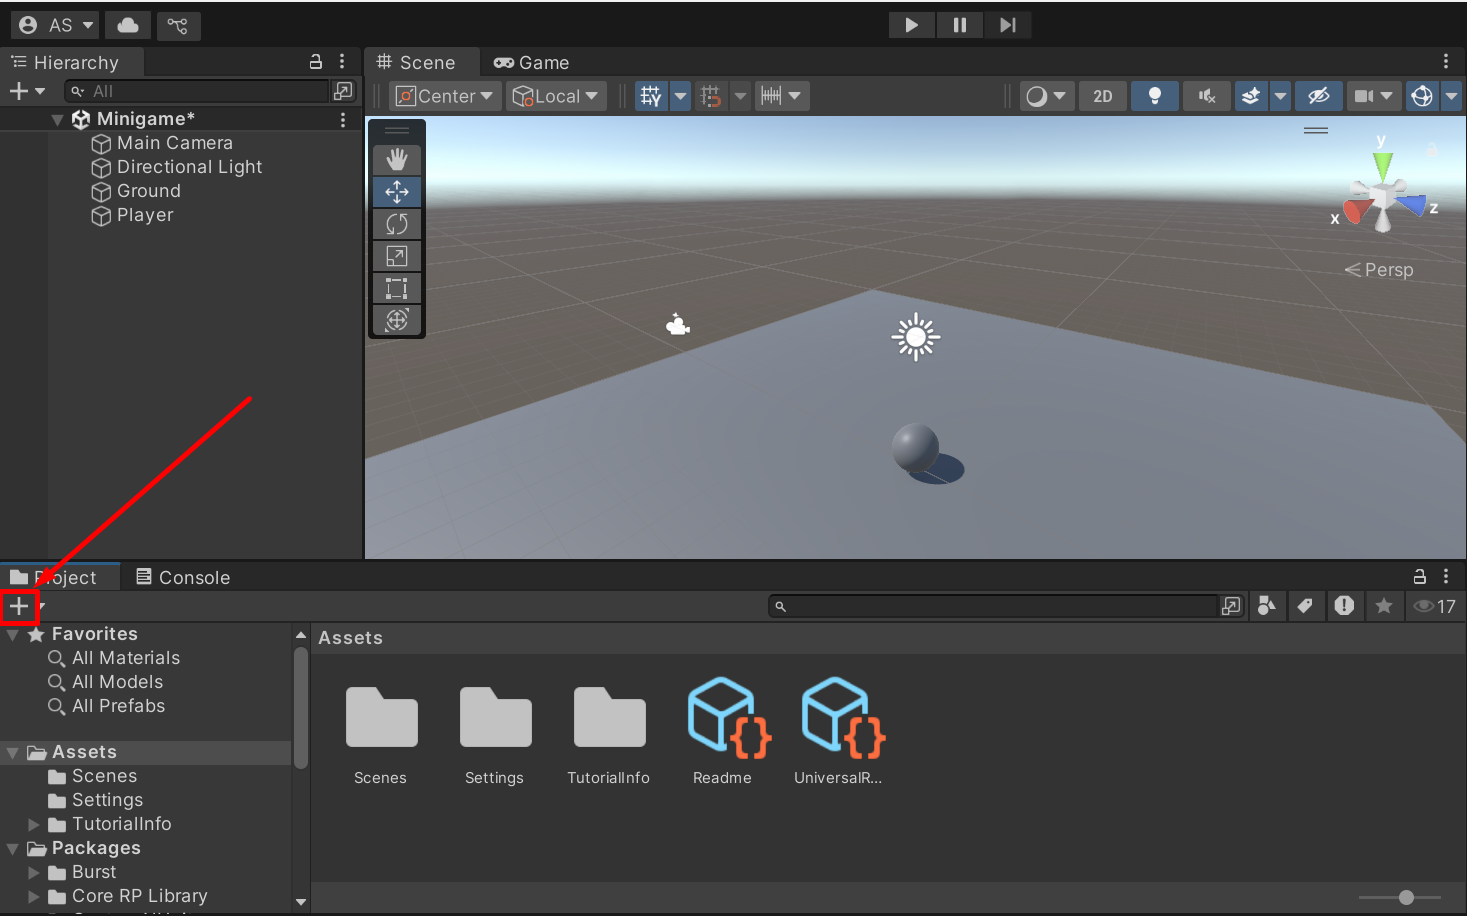 AS
Hierarchy
All
Minigame*
Main Camera
Directional Light
Ground
Player
Scene
Game
Center
Local
2D
y
x
z
Persp
Project
Console
17
Favorites
All Materials
All Models
All Prefabs
Assets
Scenes
Settings
TutorialInfo
Packages
Burst
Core RP Library
Assets
Scenes
Settings
TutorialInfo
Readme
UniversalR...